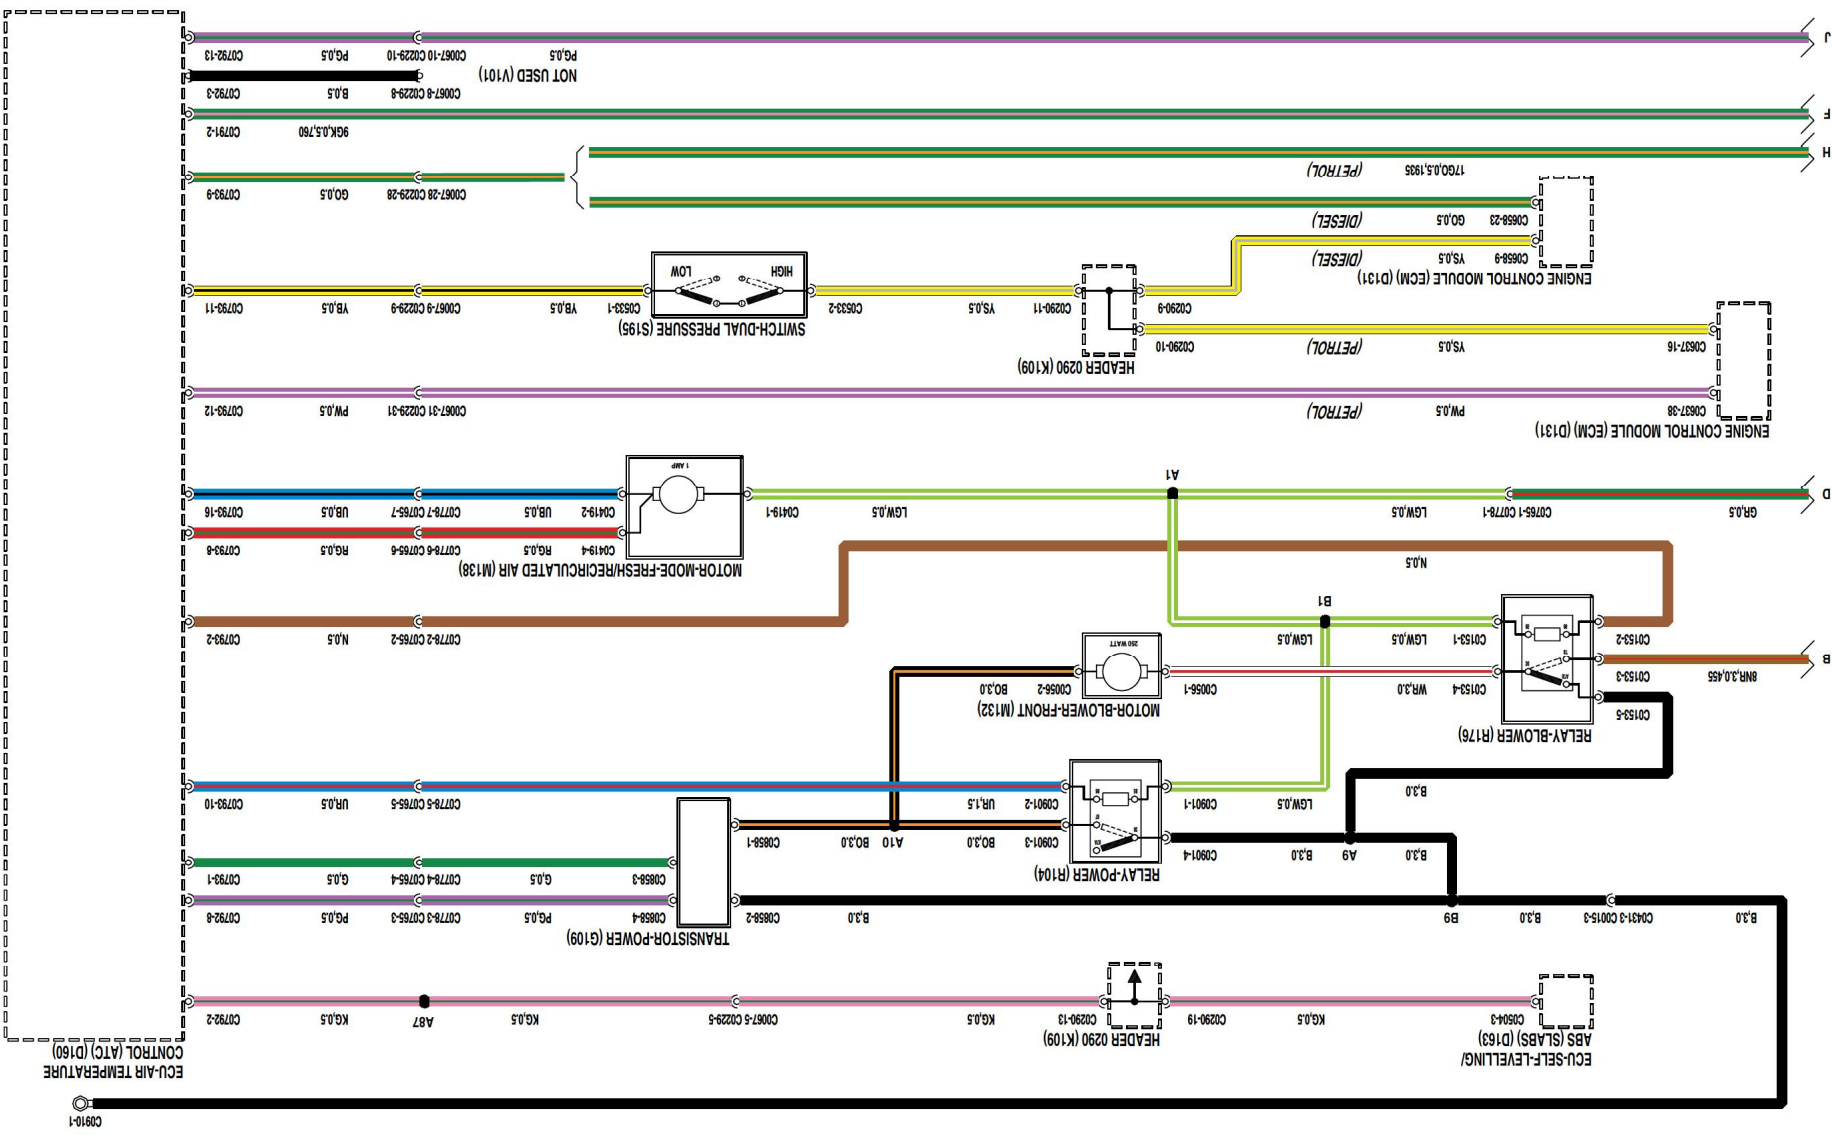 C0910-1
ECU-AIR TEMPERATURE
CONTROL (ATC) (D160)
ECU-SELF-LEVELLING/
ABS (SLABS) (D163)
HEADER 0290 (K109)
C0504-3 KG,0.5 C0290-19 C0290-13 KG,0.5 C0067-5 C0229-5 KG,0.5 A87 KG,0.5 C0792-2
TRANSISTOR-POWER (G109)
B,3.0 C0431-3 C0015-3 B,3.0 B9 B,3.0 C0858-2 C0858-4 PG,0.5 C0778-3 C0765-3 PG,0.5 C0792-8
RELAY-POWER (R104)
C0858-3 G,0.5 C0778-4 C0765-4 G,0.5 C0793-1
B,3.0 A9 B,3.0 C0901-4 C0901-3 BO,3.0 A10 BO,3.0 C0858-1
B,3.0 LGW,0.5 C0901-1 C0901-2 UR,1.5 C0778-5 C0765-5 UR,0.5 C0793-10
RELAY-BLOWER (R176)
C0153-5
MOTOR-BLOWER-FRONT (M132)
8NR,3.0,455 C0153-3 C0153-4 WR,3.0 C0056-1 C0056-2 BO,3.0
250 WATT
B
C0153-2 C0153-1 LGW,0.5 LGW,0.5 C0778-2 C0765-2 N,0.5 C0793-2
B1
MOTOR-MODE-FRESH/RECIRCULATED AIR (M138)
N,0.5 C0419-4 RG,0.5 C0778-6 C0765-6 RG,0.5 C0793-8
GR,0.5 C0765-1 C0778-1 LGW,0.5 LGW,0.5 C0419-1 C0419-2 UB,0.5 C0778-7 C0765-7 UB,0.5 C0793-16
D
A1
1 AMP
ENGINE CONTROL MODULE (ECM) (D131)
C0637-38 PW,0.5 (PETROL) C0067-31 C0229-31 PW,0.5 C0793-12
HEADER 0290 (K109)
C0637-16 YS,0.5 (PETROL) C0290-10
SWITCH-DUAL PRESSURE (S195)
C0290-9 C0290-11 YS,0.5 C0533-2 C0533-1 YB,0.5 C0067-9 C0229-9 YB,0.5 C0793-11
HIGH LOW
ENGINE CONTROL MODULE (ECM) (D131)
C0658-9 YS,0.5 (DIESEL)
C0658-23 GO,0.5 (DIESEL)
C0067-28 C0229-28 GO,0.5 C0793-9
17GO,0.5,1935 (PETROL)
H
9GK,0.5,760 C0791-2
F
C0067-8 C0229-8 B,0.5 C0792-3
NOT USED (V101)
PG,0.5 C0067-10 C0229-10 PG,0.5 C0792-13
J